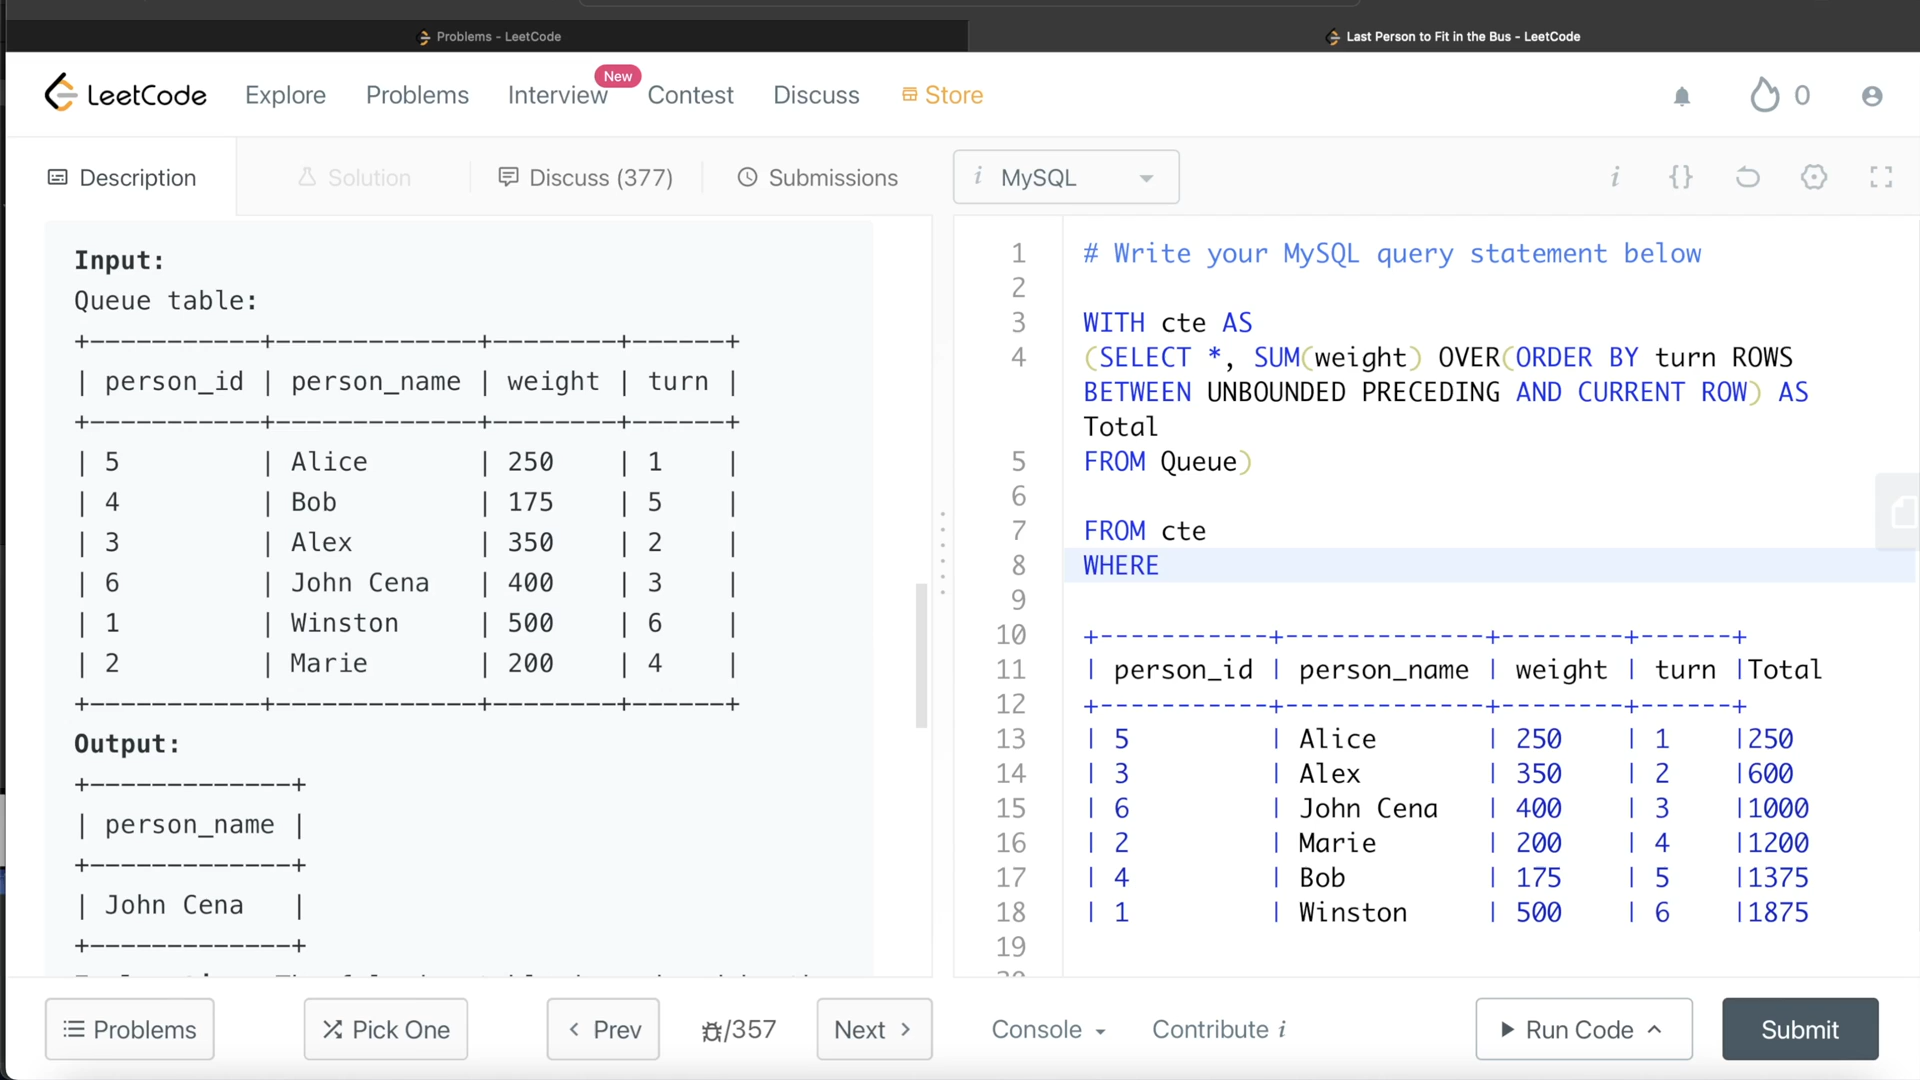 Problems - LeetCode
Last Person to Fit in the Bus - LeetCode
LeetCode Explore Problems Interview New Contest Discuss Store 0
Description Solution Discuss (377) Submissions
i MySQL i {}
Input:
Queue table:
+-----------+-------------+--------+------+
| person_id | person_name | weight | turn |
+-----------+-------------+--------+------+
| 5 | Alice | 250 | 1 |
| 4 | Bob | 175 | 5 |
| 3 | Alex | 350 | 2 |
| 6 | John Cena | 400 | 3 |
| 1 | Winston | 500 | 6 |
| 2 | Marie | 200 | 4 |
+-----------+-------------+--------+------+
Output:
+-------------+
| person_name |
+-------------+
| John Cena |
+-------------+
1 # Write your MySQL query statement below
2
3 WITH cte AS
4 (SELECT *, SUM(weight) OVER(ORDER BY turn ROWS
BETWEEN UNBOUNDED PRECEDING AND CURRENT ROW) AS
Total
5 FROM Queue)
6
7 FROM cte
8 WHERE
9
10 +-----------+-------------+--------+------+
11 | person_id | person_name | weight | turn |Total
12 +-----------+-------------+--------+------+
13 | 5 | Alice | 250 | 1 |250
14 | 3 | Alex | 350 | 2 |600
15 | 6 | John Cena | 400 | 3 |1000
16 | 2 | Marie | 200 | 4 |1200
17 | 4 | Bob | 175 | 5 |1375
18 | 1 | Winston | 500 | 6 |1875
19
Problems Pick One < Prev /357 Next > Console Contribute i Run Code Submit